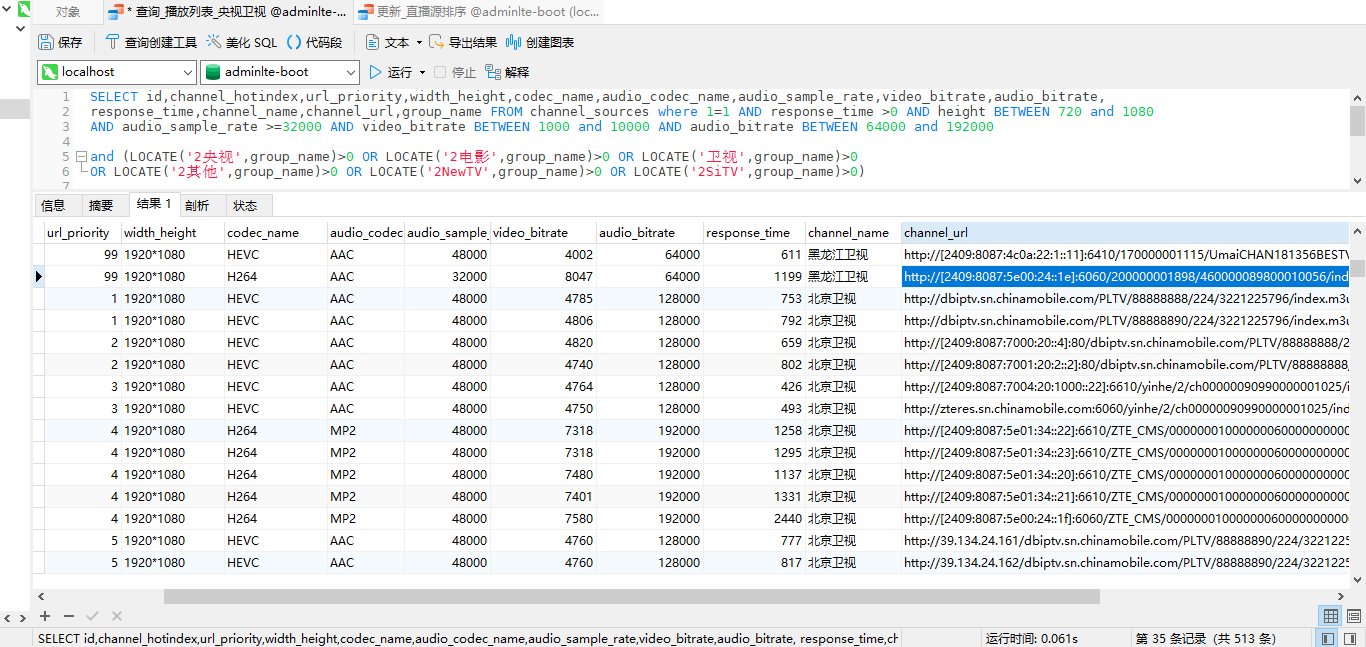 对象
* 查询_播放列表_央视卫视 @adminlte-...
更新_直播源排序 @adminlte-boot (loc...
保存 查询创建工具 美化 SQL 代码段 文本 导出结果 创建图表
localhost adminlte-boot 运行 停止 解释
1 SELECT id,channel_hotindex,url_priority,width_height,codec_name,audio_codec_name,audio_sample_rate,video_bitrate,audio_bitrate,
2 response_time,channel_name,channel_url,group_name FROM channel_sources where 1=1 AND response_time >0 AND height BETWEEN 720 and 1080
3 AND audio_sample_rate >=32000 AND video_bitrate BETWEEN 1000 and 10000 AND audio_bitrate BETWEEN 64000 and 192000
4
5 and (LOCATE('2央视',group_name)>0 OR LOCATE('2电影',group_name)>0 OR LOCATE('卫视',group_name)>0
6 OR LOCATE('2其他',group_name)>0 OR LOCATE('2NewTV',group_name)>0 OR LOCATE('2SiTV',group_name)>0)
7
信息 摘要 结果 1 剖析 状态
url_priority width_height codec_name audio_codec audio_sample_ video_bitrate audio_bitrate response_time channel_name channel_url
99 1920*1080 HEVC AAC 48000 4002 64000 611 黑龙江卫视 http://[2409:8087:4c0a:22:1::11]:6410/170000001115/UmaiCHAN181356BESTV
99 1920*1080 H264 AAC 32000 8047 64000 1199 黑龙江卫视 http://[2409:8087:5e00:24::1e]:6060/200000001898/460000089800010056/ind
1 1920*1080 HEVC AAC 48000 4785 128000 753 北京卫视 http://dbiptv.sn.chinamobile.com/PLTV/88888888/224/3221225796/index.m3u
1 1920*1080 HEVC AAC 48000 4806 128000 792 北京卫视 http://dbiptv.sn.chinamobile.com/PLTV/88888890/224/3221225796/index.m3u
2 1920*1080 HEVC AAC 48000 4820 128000 659 北京卫视 http://[2409:8087:7000:20::4]:80/dbiptv.sn.chinamobile.com/PLTV/88888888/2
2 1920*1080 HEVC AAC 48000 4740 128000 802 北京卫视 http://[2409:8087:7001:20:2::2]:80/dbiptv.sn.chinamobile.com/PLTV/88888888/
3 1920*1080 HEVC AAC 48000 4764 128000 426 北京卫视 http://[2409:8087:7004:20:1000::22]:6610/yinhe/2/ch00000090990000001025/i
3 1920*1080 HEVC AAC 48000 4750 128000 493 北京卫视 http://zteres.sn.chinamobile.com:6060/yinhe/2/ch00000090990000001025/ind
4 1920*1080 H264 MP2 48000 7318 192000 1258 北京卫视 http://[2409:8087:5e01:34::22]:6610/ZTE_CMS/00000001000000060000000000
4 1920*1080 H264 MP2 48000 7318 192000 1295 北京卫视 http://[2409:8087:5e01:34::23]:6610/ZTE_CMS/00000001000000060000000000
4 1920*1080 H264 MP2 48000 7480 192000 1137 北京卫视 http://[2409:8087:5e01:34::20]:6610/ZTE_CMS/00000001000000060000000000
4 1920*1080 H264 MP2 48000 7401 192000 1331 北京卫视 http://[2409:8087:5e01:34::21]:6610/ZTE_CMS/00000001000000060000000000
4 1920*1080 H264 MP2 48000 7580 192000 2440 北京卫视 http://[2409:8087:5e00:24::1f]:6060/ZTE_CMS/00000001000000060000000000
5 1920*1080 HEVC AAC 48000 4760 128000 777 北京卫视 http://39.134.24.161/dbiptv.sn.chinamobile.com/PLTV/88888890/224/3221225
5 1920*1080 HEVC AAC 48000 4760 128000 817 北京卫视 http://39.134.24.162/dbiptv.sn.chinamobile.com/PLTV/88888890/224/3221225
SELECT id,channel_hotindex,url_priority,width_height,codec_name,audio_codec_name,audio_sample_rate,video_bitrate,audio_bitrate, response_time,ch 运行时间: 0.061s 第 35 条记录（共 513 条）